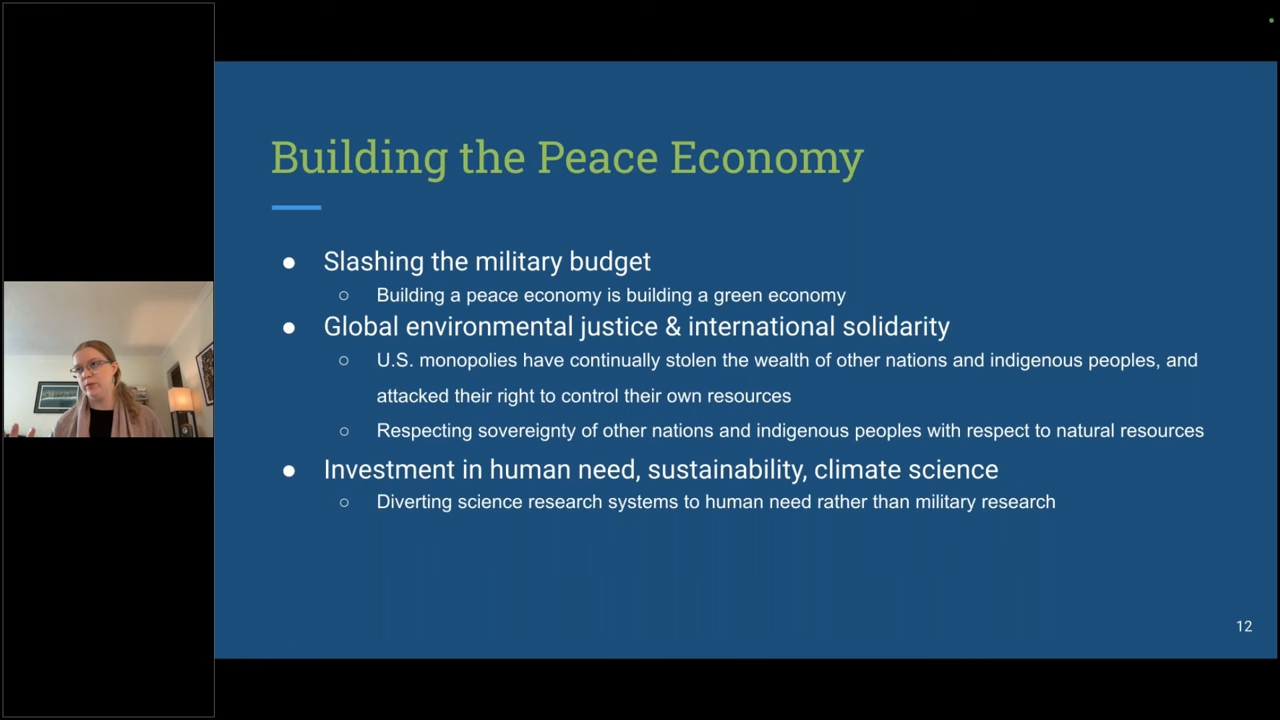 Building the Peace Economy
● Slashing the military budget
○ Building a peace economy is building a green economy
● Global environmental justice & international solidarity
○ U.S. monopolies have continually stolen the wealth of other nations and indigenous peoples, and
attacked their right to control their own resources
○ Respecting sovereignty of other nations and indigenous peoples with respect to natural resources
● Investment in human need, sustainability, climate science
○ Diverting science research systems to human need rather than military research
12